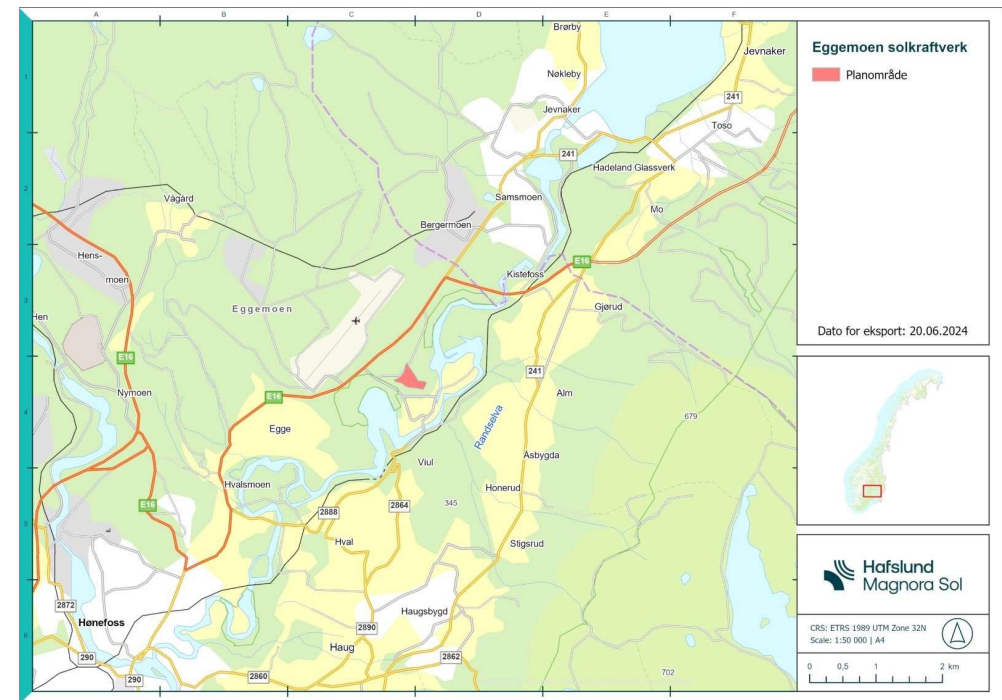 A B C D E F
1
2
3
4
5
6
Brørby
Jevnaker
Nøkleby
241
Jevnaker
Toso
241
Hadeland Glassverk
Vågård
Samsmoen
Mo
Bergermoen
Hens-
moen
E16
Kistefoss
Eggemoen
Gjørud
Hen
E16
241
Nymoen
E16
Alm
Randselva
679
Egge
Åsbygda
Viul
Hvalsmoen
Honerud
E16
2888
2864
345
Hval
Stigsrud
2872
Haugsbygd
Hønefoss
2890
Haug
290
2862
702
290
2860
Eggemoen solkraftverk
Planområde
Dato for eksport: 20.06.2024
Hafslund
Magnora Sol
CRS: ETRS 1989 UTM Zone 32N
Scale: 1:50 000 | A4
0 0,5 1 2 km